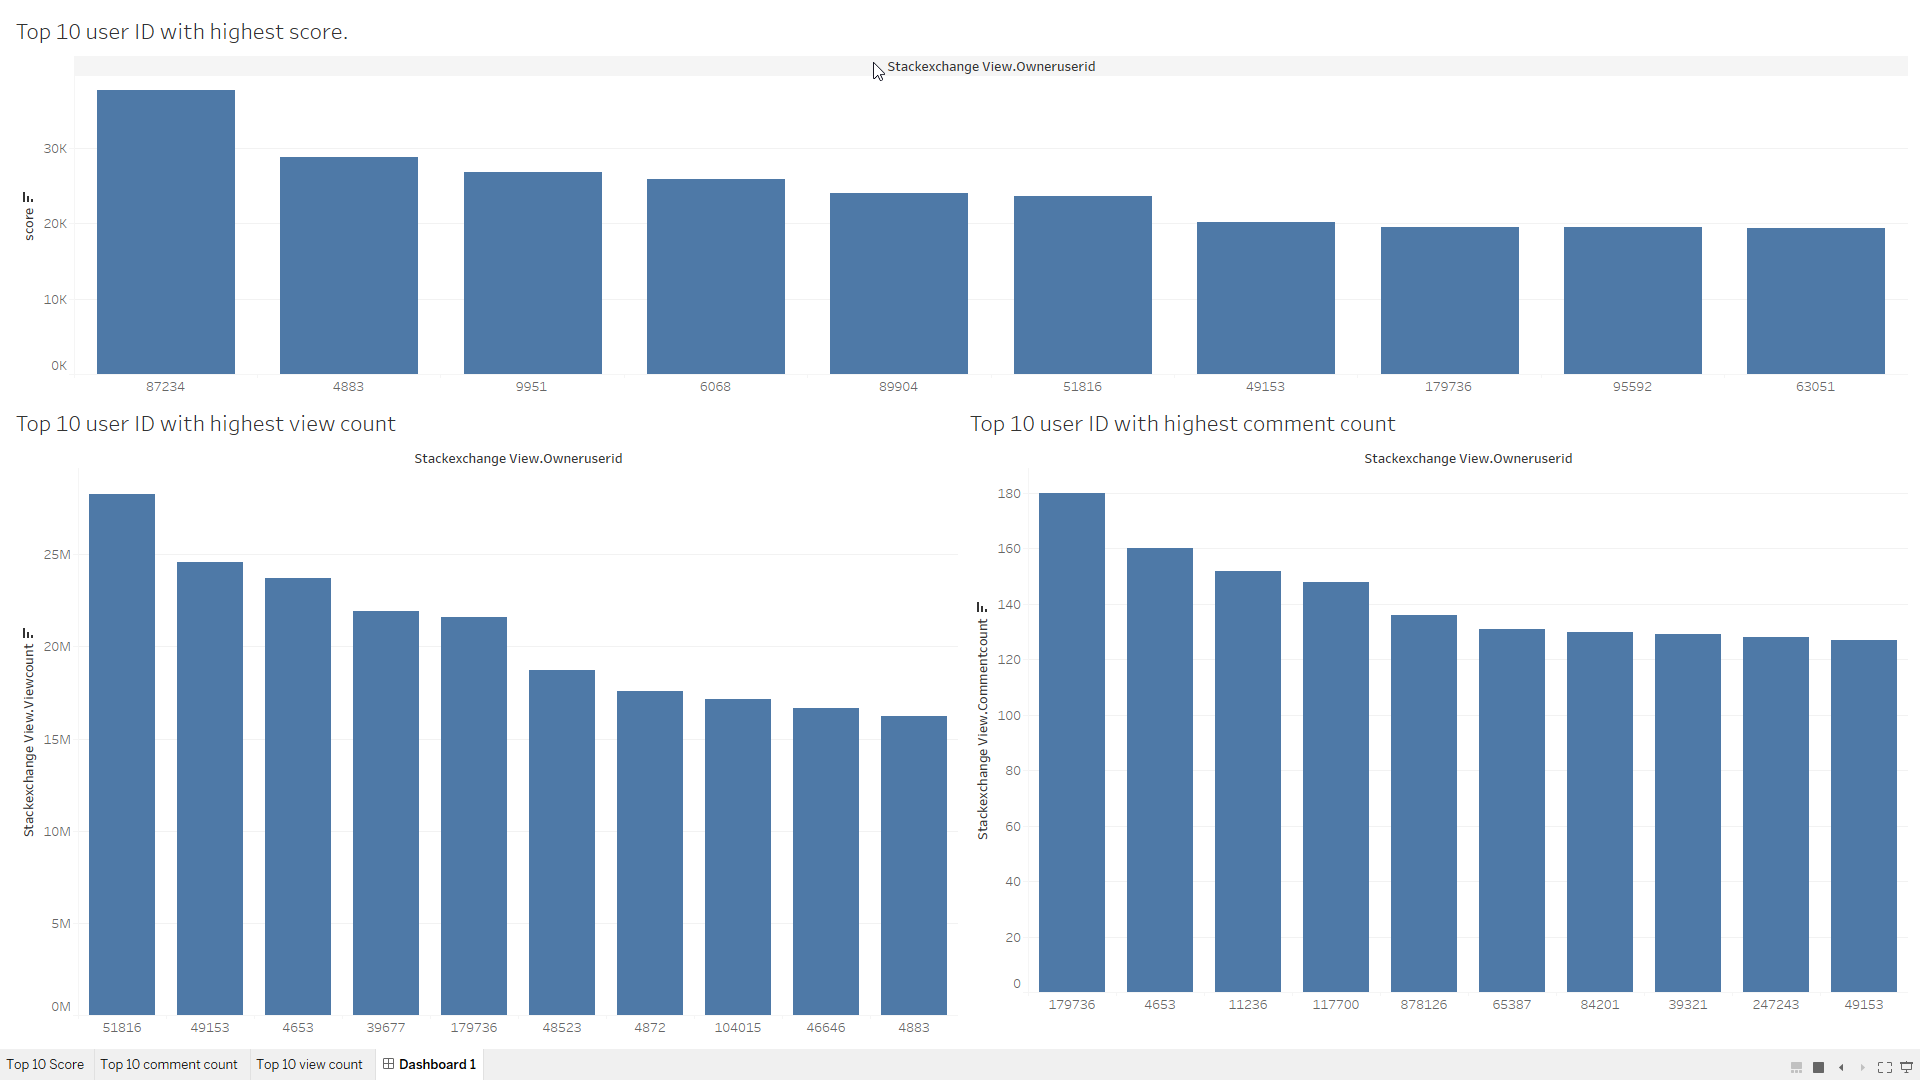 Top 10 user ID with highest score.
Stackexchange View.Owneruserid
score
30K
20K
10K
0K
87234 4883 9951 6068 89904 51816 49153 179736 95592 63051
Top 10 user ID with highest view count
Stackexchange View.Owneruserid
Stackexchange View.Viewcount
25M
20M
15M
10M
5M
0M
51816 49153 4653 39677 179736 48523 4872 104015 46646 4883
Top 10 user ID with highest comment count
Stackexchange View.Owneruserid
Stackexchange View.Commentcount
180
160
140
120
100
80
60
40
20
0
179736 4653 11236 117700 878126 65387 84201 39321 247243 49153
Top 10 Score Top 10 comment count Top 10 view count Dashboard 1